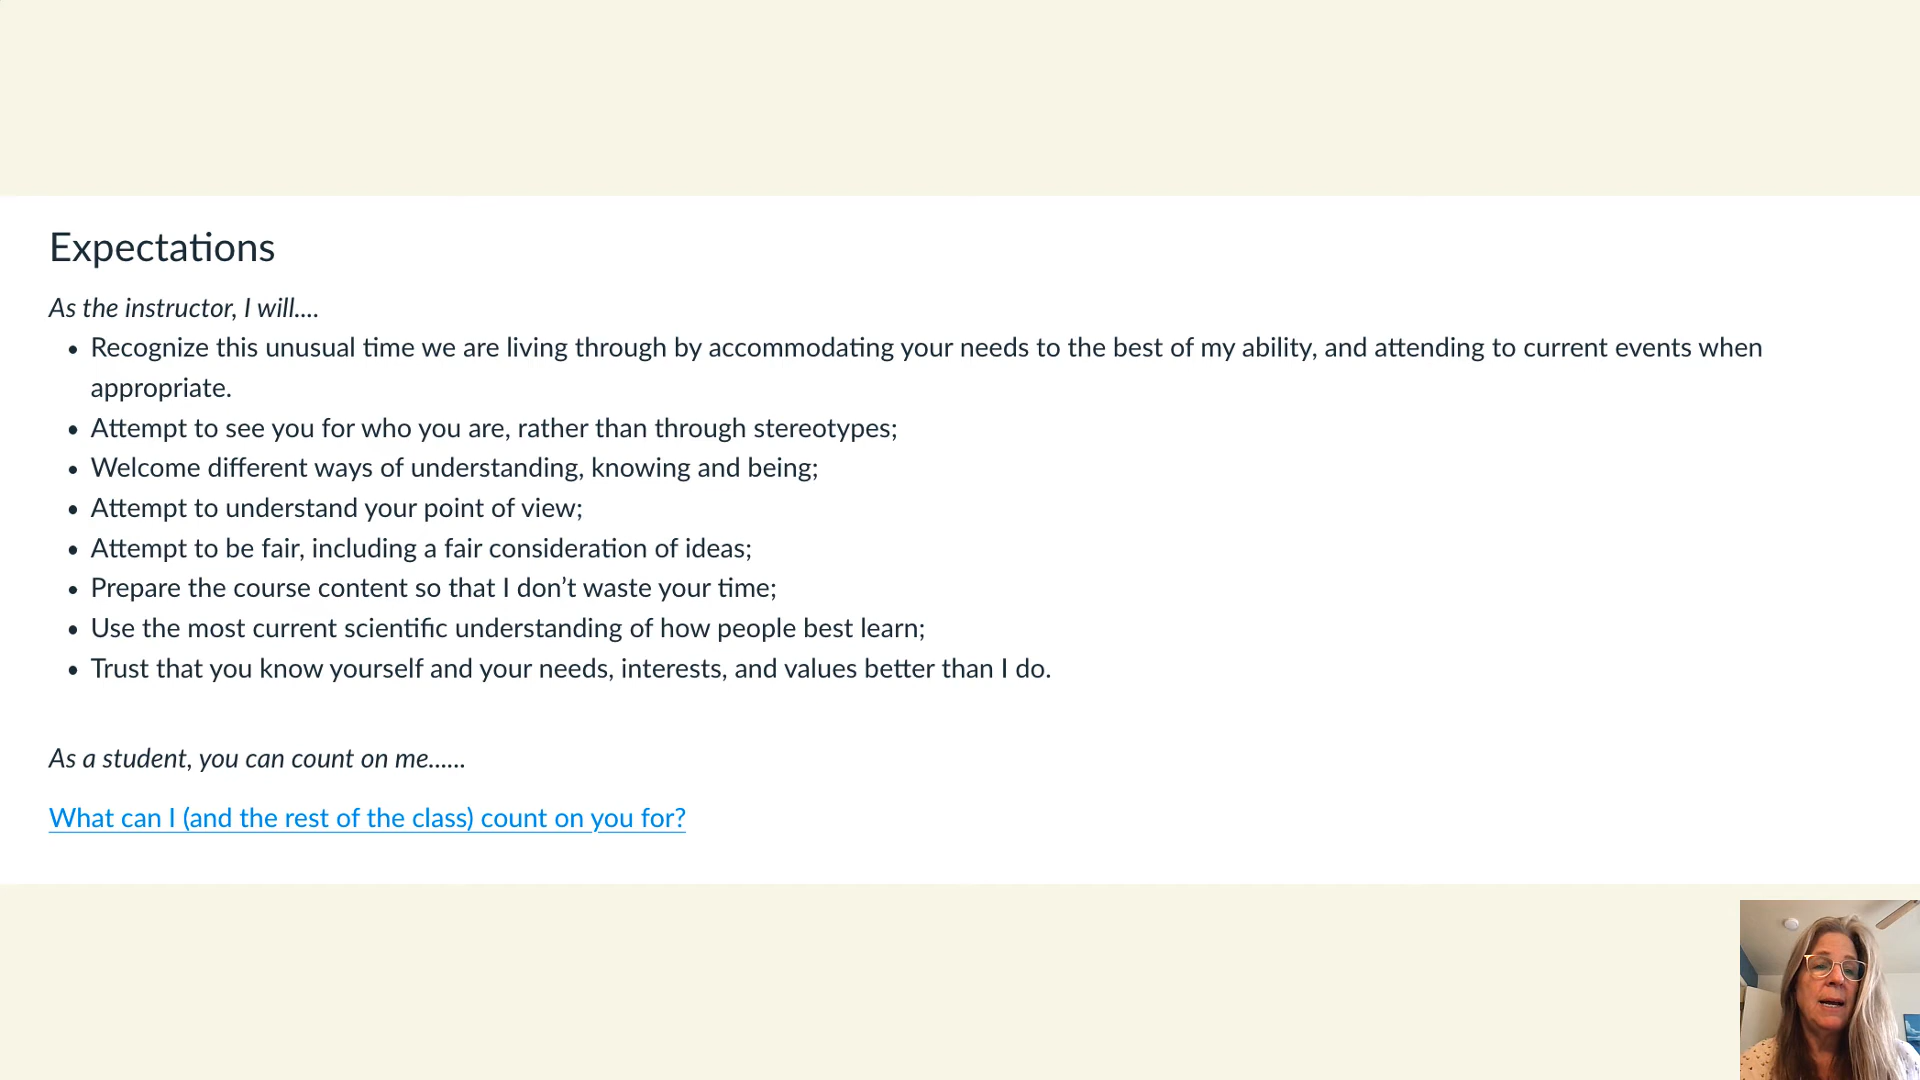 Expectations
As the instructor, I will....
• Recognize this unusual time we are living through by accommodating your needs to the best of my ability, and attending to current events when
appropriate.
• Attempt to see you for who you are, rather than through stereotypes;
• Welcome different ways of understanding, knowing and being;
• Attempt to understand your point of view;
• Attempt to be fair, including a fair consideration of ideas;
• Prepare the course content so that I don’t waste your time;
• Use the most current scientific understanding of how people best learn;
• Trust that you know yourself and your needs, interests, and values better than I do.
As a student, you can count on me......
What can I (and the rest of the class) count on you for?